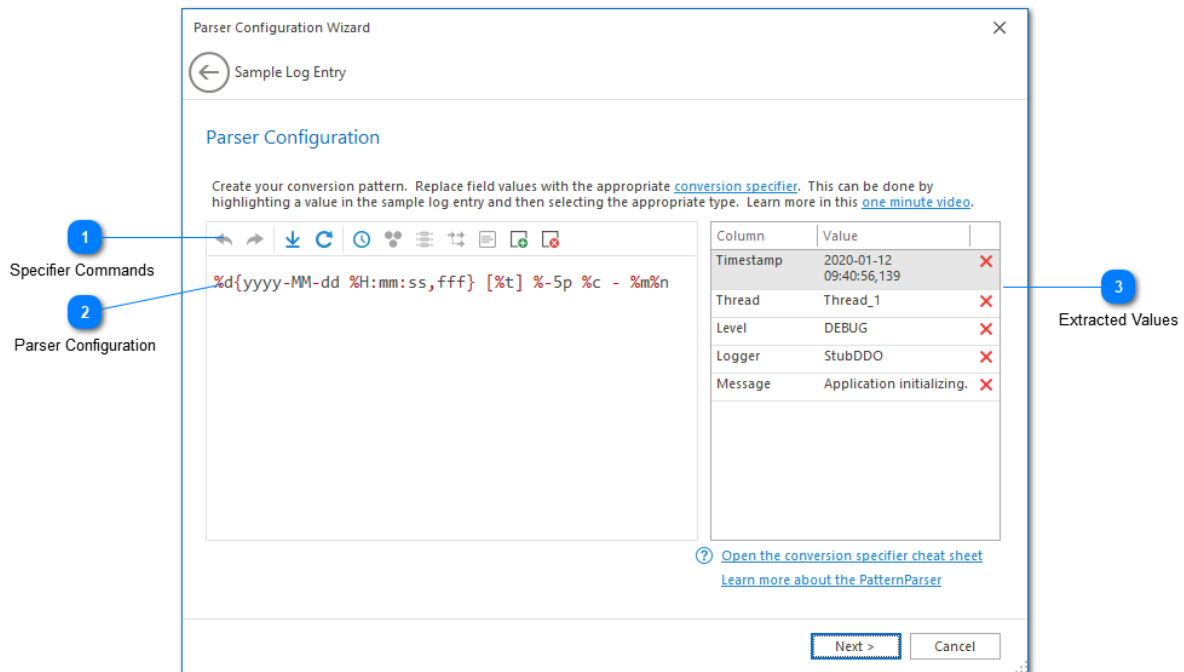 Parser Configuration Wizard
Sample Log Entry
Parser Configuration
Create your conversion pattern. Replace field values with the appropriate conversion specifier. This can be done by
highlighting a value in the sample log entry and then selecting the appropriate type. Learn more in this one minute video.
1
Specifier Commands
2
Parser Configuration
%d{yyyy-MM-dd %H:mm:ss,fff} [%t] %-5p %c - %m%n
Column Value
Timestamp 2020-01-12
09:40:56,139
Thread Thread_1
Level DEBUG
Logger StubDDO
Message Application initializing.
3
Extracted Values
? Open the conversion specifier cheat sheet
Learn more about the PatternParser
Next > Cancel